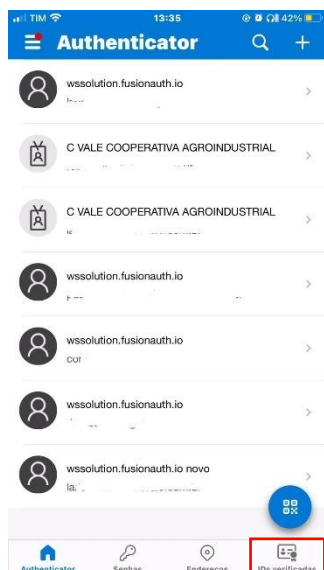 TIM 13:35 42%
Authenticator
wssolution.fusionauth.io
C VALE COOPERATIVA AGROINDUSTRIAL
C VALE COOPERATIVA AGROINDUSTRIAL
wssolution.fusionauth.io
wssolution.fusionauth.io
wssolution.fusionauth.io
wssolution.fusionauth.io novo
Authenticator Senhas Endereços IDs verificadas